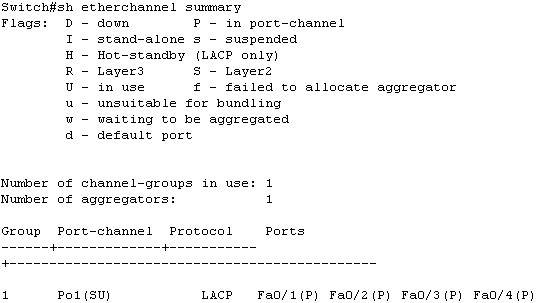 Switch#sh etherchannel summary
Flags:  D - down        P - in port-channel
        I - stand-alone s - suspended
        H - Hot-standby (LACP only)
        R - Layer3      S - Layer2
        U - in use      f - failed to allocate aggregator
        u - unsuitable for bundling
        w - waiting to be aggregated
        d - default port
Number of channel-groups in use: 1
Number of aggregators:           1
Group  Port-channel  Protocol    Ports
------+-------------+-----------
+----------------------------------------------
1      Po1(SU)           LACP   Fa0/1(P) Fa0/2(P) Fa0/3(P) Fa0/4(P)